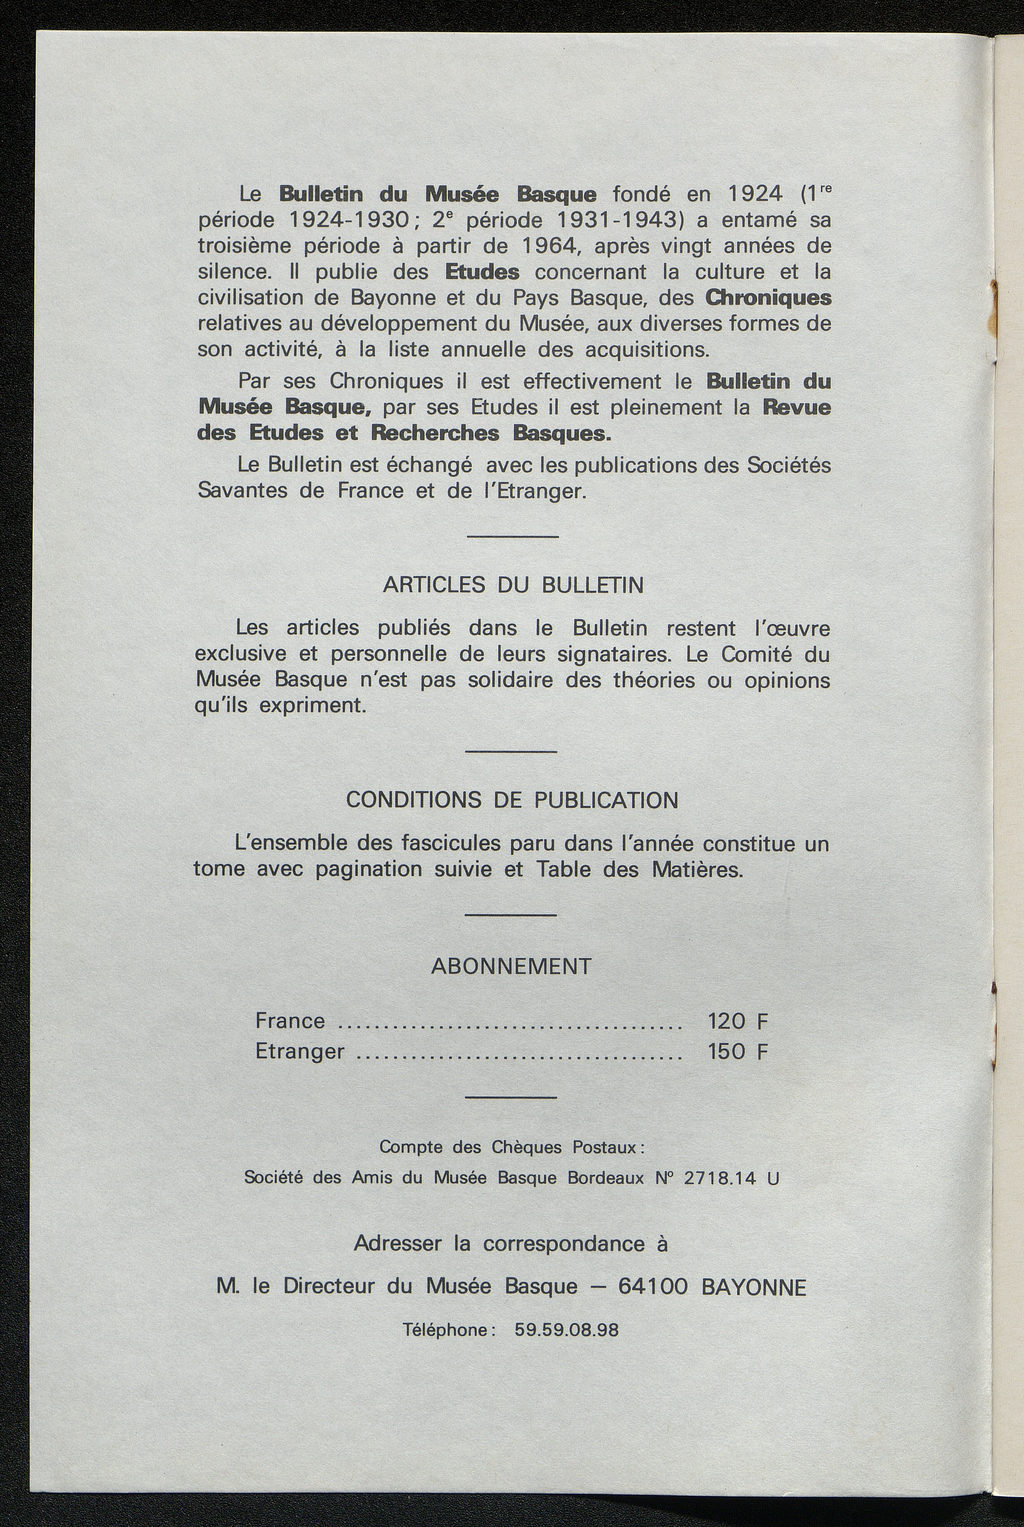 Le Bulletin du Musée Basque fondé en 1924 (1re
période 1924-1930; 2e période 1931-1943) a entamé sa
troisième période à partir de 1964, après vingt années de
silence. Il publie des Etudes concernant la culture et la
civilisation de Bayonne et du Pays Basque, des Chroniques
relatives au développement du Musée, aux diverses formes de
son activité, à la liste annuelle des acquisitions.
Par ses Chroniques il est effectivement le Bulletin du
Musée Basque, par ses Etudes il est pleinement la Revue
des Etudes et Recherches Basques.
Le Bulletin est échangé avec les publications des Sociétés
Savantes de France et de l'Etranger.
ARTICLES DU BULLETIN
Les articles publiés dans le Bulletin restent l'œuvre
exclusive et personnelle de leurs signataires. Le Comité du
Musée Basque n'est pas solidaire des théories ou opinions
qu'ils expriment.
CONDITIONS DE PUBLICATION
L'ensemble des fascicules paru dans l'année constitue un
tome avec pagination suivie et Table des Matières.
ABONNEMENT
France ...................................... 120 F
Etranger .................................... 150 F
Compte des Chèques Postaux:
Société des Amis du Musée Basque Bordeaux N° 2718.14 U
Adresser la correspondance à
M. le Directeur du Musée Basque — 64100 BAYONNE
Téléphone: 59.59.08.98